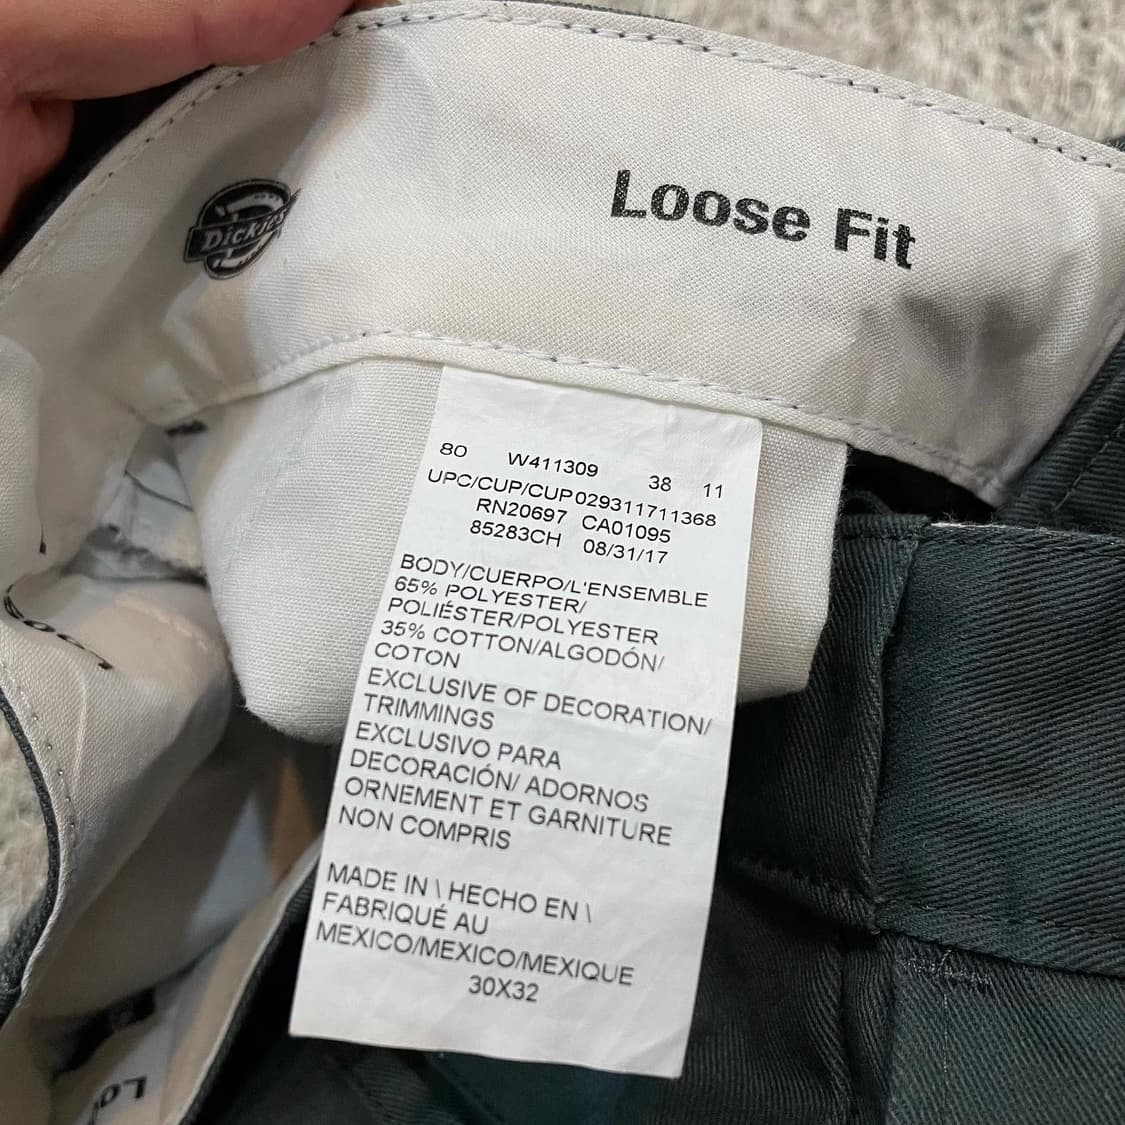 Dickies
Loose Fit
80 W411309 38 11
UPC/CUP/CUP029311711368
RN20697 CA01095
85283CH 08/31/17
BODY/CUERPO/L'ENSEMBLE
65% POLYESTER/
POLIÉSTER/POLYESTER
35% COTTON/ALGODÓN/
COTON
EXCLUSIVE OF DECORATION/
TRIMMINGS
EXCLUSIVO PARA
DECORACIÓN/ ADORNOS
ORNEMENT ET GARNITURE
NON COMPRIS
MADE IN \ HECHO EN \
FABRIQUÉ AU
MEXICO/MEXICO/MEXIQUE
30X32